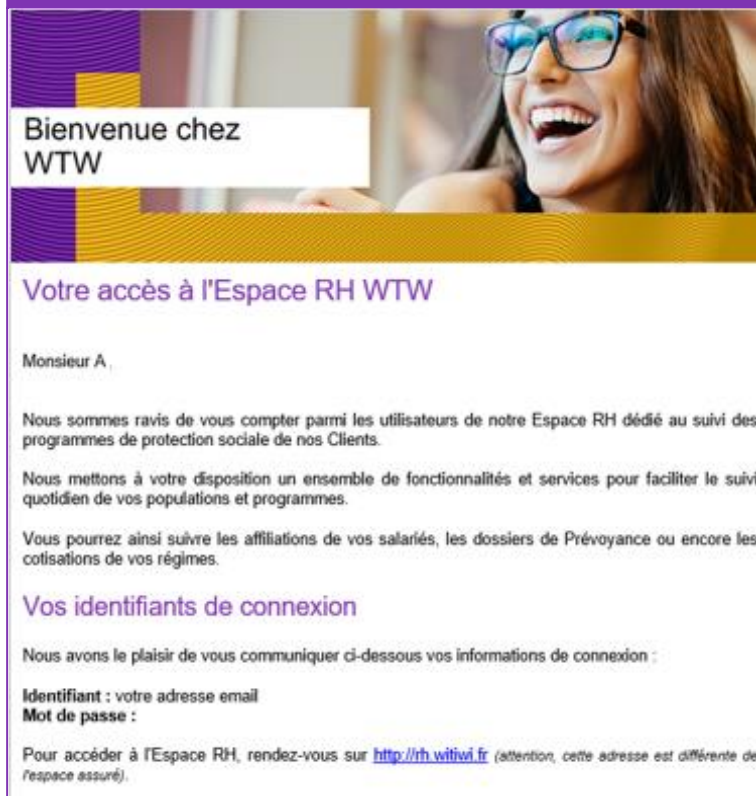 Bienvenue chez
WTW
Votre accès à l'Espace RH WTW
Monsieur A .
Nous sommes ravis de vous compter parmi les utilisateurs de notre Espace RH dédié au suivi des
programmes de protection sociale de nos Clients.
Nous mettons à votre disposition un ensemble de fonctionnalités et services pour faciliter le suivi
quotidien de vos populations et programmes.
Vous pourrez ainsi suivre les affiliations de vos salariés, les dossiers de Prévoyance ou encore les
cotisations de vos régimes.
Vos identifiants de connexion
Nous avons le plaisir de vous communiquer ci-dessous vos informations de connexion :
Identifiant : votre adresse email
Mot de passe :
Pour accéder à l'Espace RH, rendez-vous sur http://rh.witiwi.fr (attention, cette adresse est différente de
l'espace assuré).